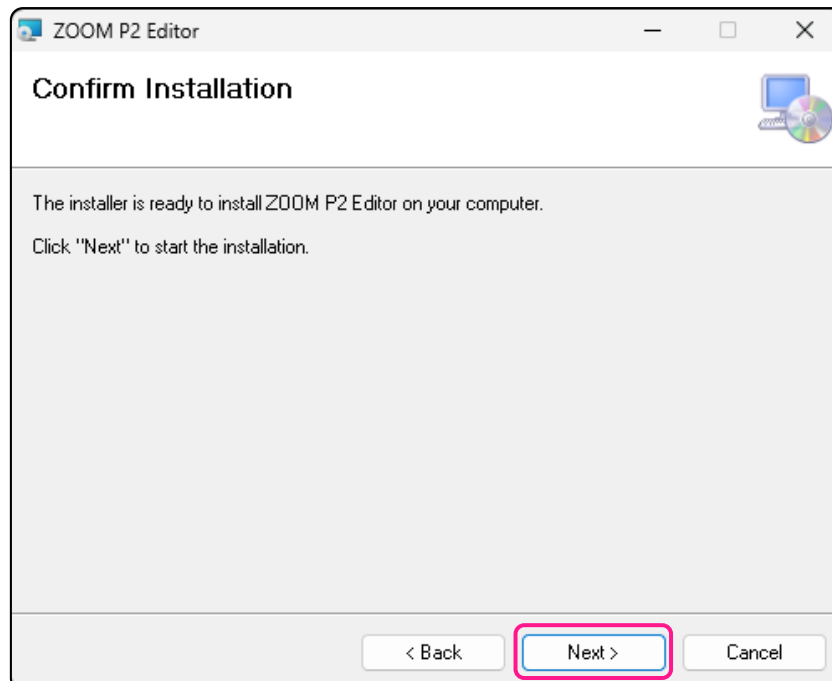 ZOOM P2 Editor
Confirm Installation
The installer is ready to install ZOOM P2 Editor on your computer.
Click "Next" to start the installation.
< Back
Next >
Cancel